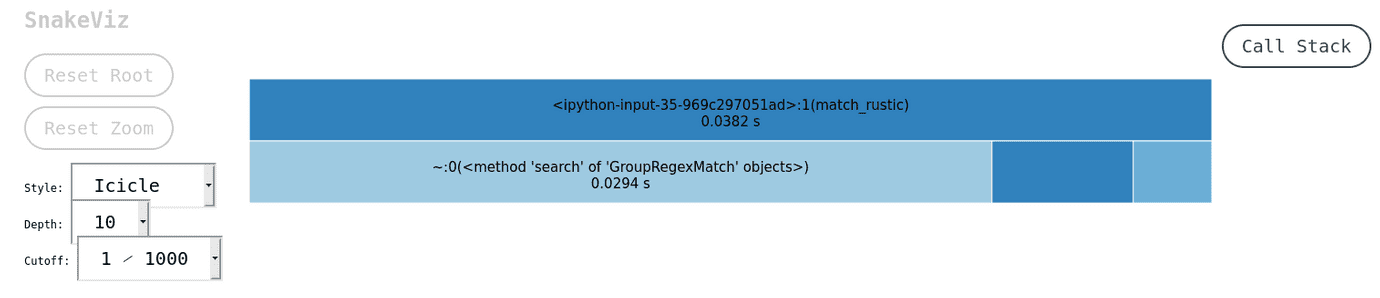 SnakeViz
Reset Root
Reset Zoom
Style: Icicle
Depth: 10
Cutoff: 1 ⁄ 1000
<ipython-input-35-969c297051ad>:1(match_rustic)
0.0382 s
~:0(<method 'search' of 'GroupRegexMatch' objects>)
0.0294 s
Call Stack